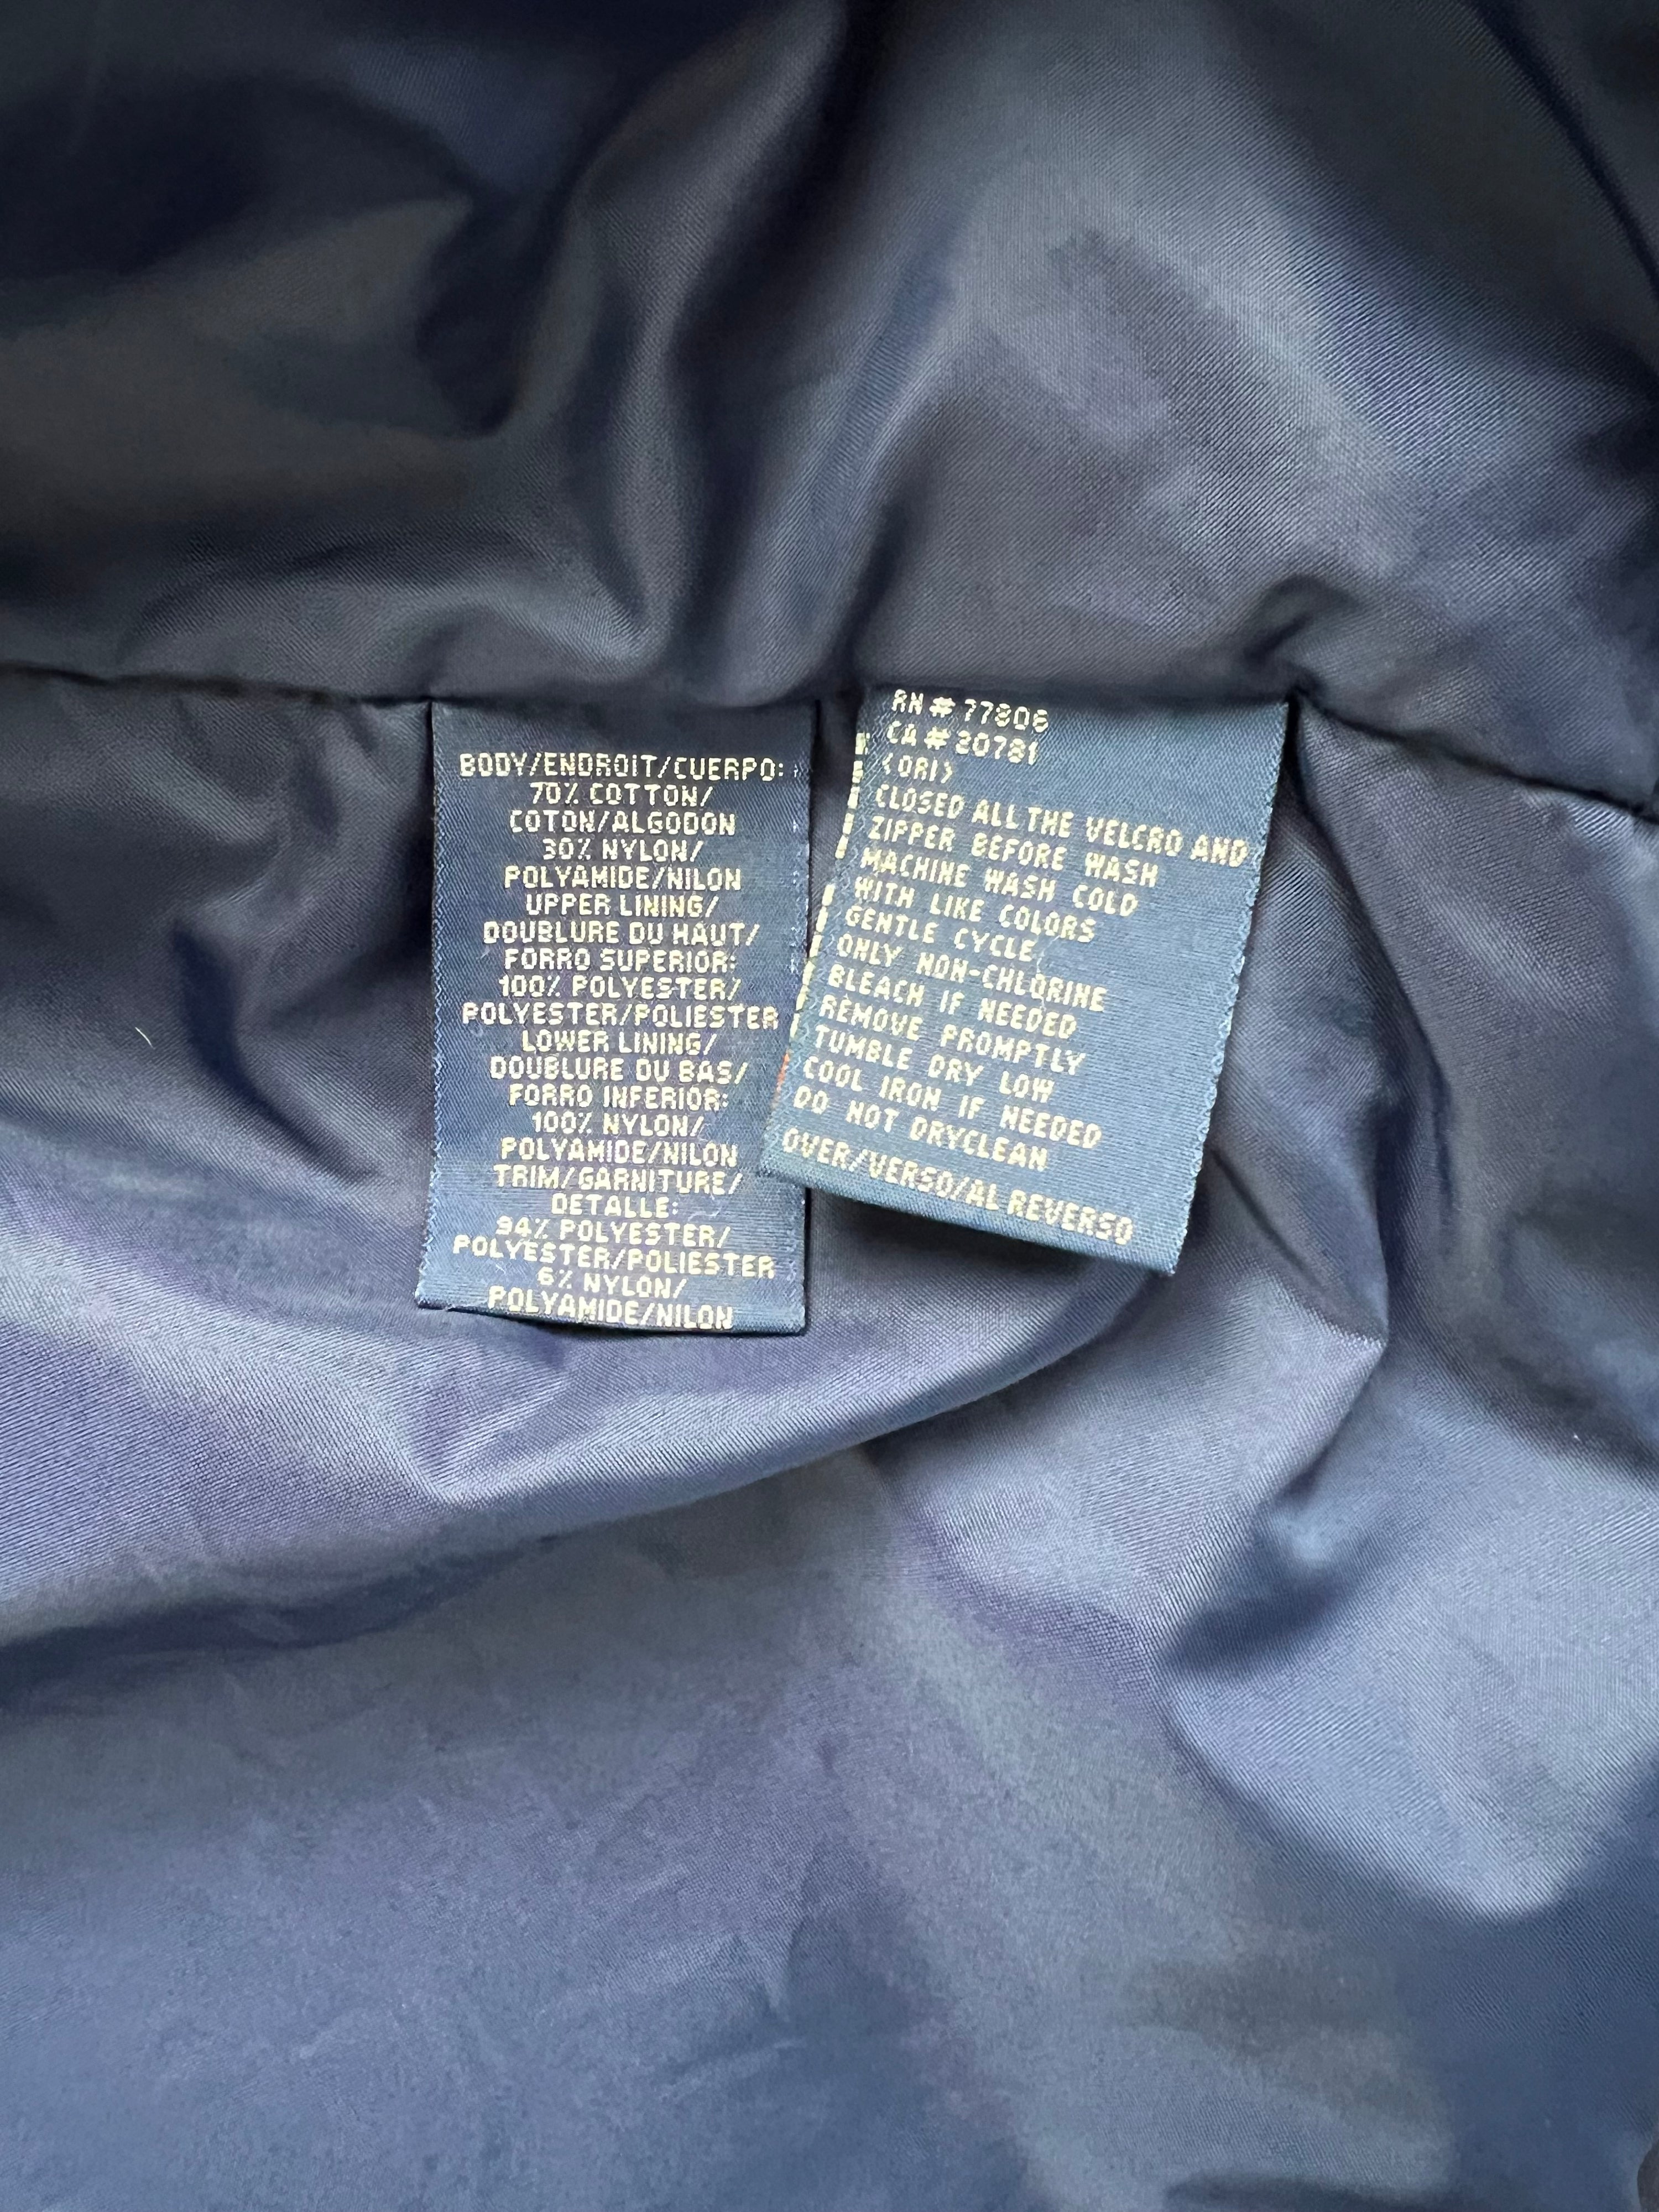 BODY/ENDROIT/CUERPO:
70% COTTON/
COTON/ALGODON
30% NYLON/
POLYAMIDE/NILON
UPPER LINING/
DOUBLURE DU HAUT/
FORRO SUPERIOR:
100% POLYESTER/
POLYESTER/POLIESTER
LOWER LINING/
DOUBLURE DU BAS/
FORRO INFERIOR:
100% NYLON/
POLYAMIDE/NILON
TRIM/GARNITURE/
DETALLE:
94% POLYESTER/
POLYESTER/POLIESTER
6% NYLON/
POLYAMIDE/NILON
RN # 77806
CA # 20781
<ORI>
CLOSED ALL THE VELCRO AND
ZIPPER BEFORE WASH
MACHINE WASH COLD
WITH LIKE COLORS
GENTLE CYCLE
ONLY NON-CHLORINE
BLEACH IF NEEDED
REMOVE PROMPTLY
TUMBLE DRY LOW
COOL IRON IF NEEDED
DO NOT DRYCLEAN
OVER/VERSO/AL REVERSO